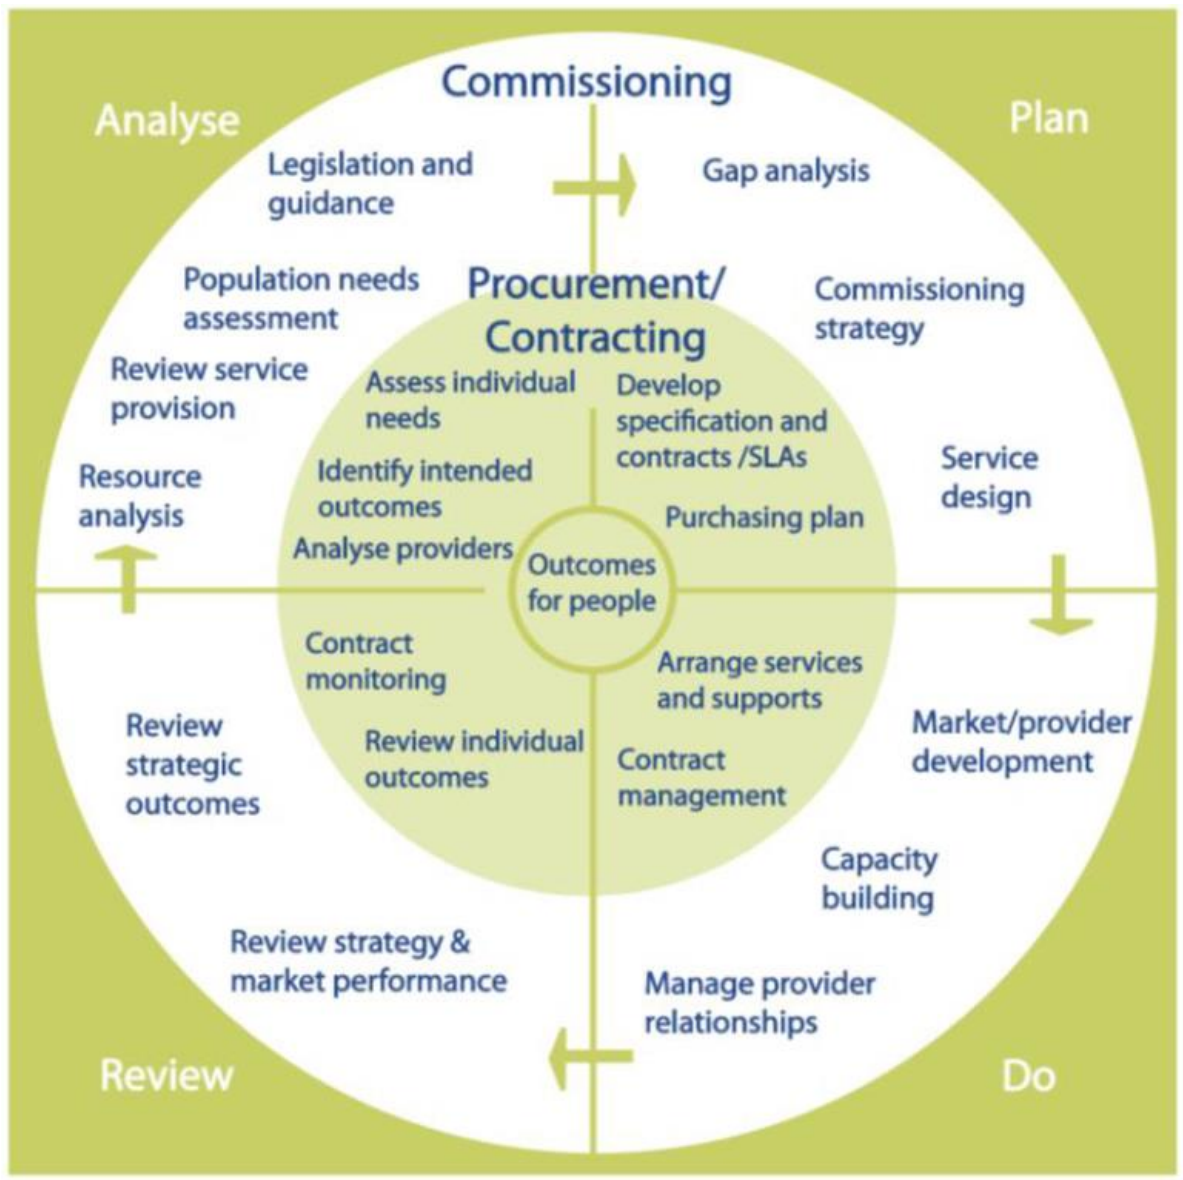 Commissioning
Analyse
Plan
Legislation and
guidance
Gap analysis
Population needs
assessment
Commissioning
strategy
Review service
provision
Resource
analysis
Service
design
Procurement/
Contracting
Assess individual
needs
Identify intended
outcomes
Analyse providers
Develop
specification and
contracts /SLAs
Purchasing plan
Outcomes
for people
Contract
monitoring
Review individual
outcomes
Arrange services
and supports
Contract
management
Review
strategic
outcomes
Market/provider
development
Capacity
building
Review strategy &
market performance
Manage provider
relationships
Review
Do